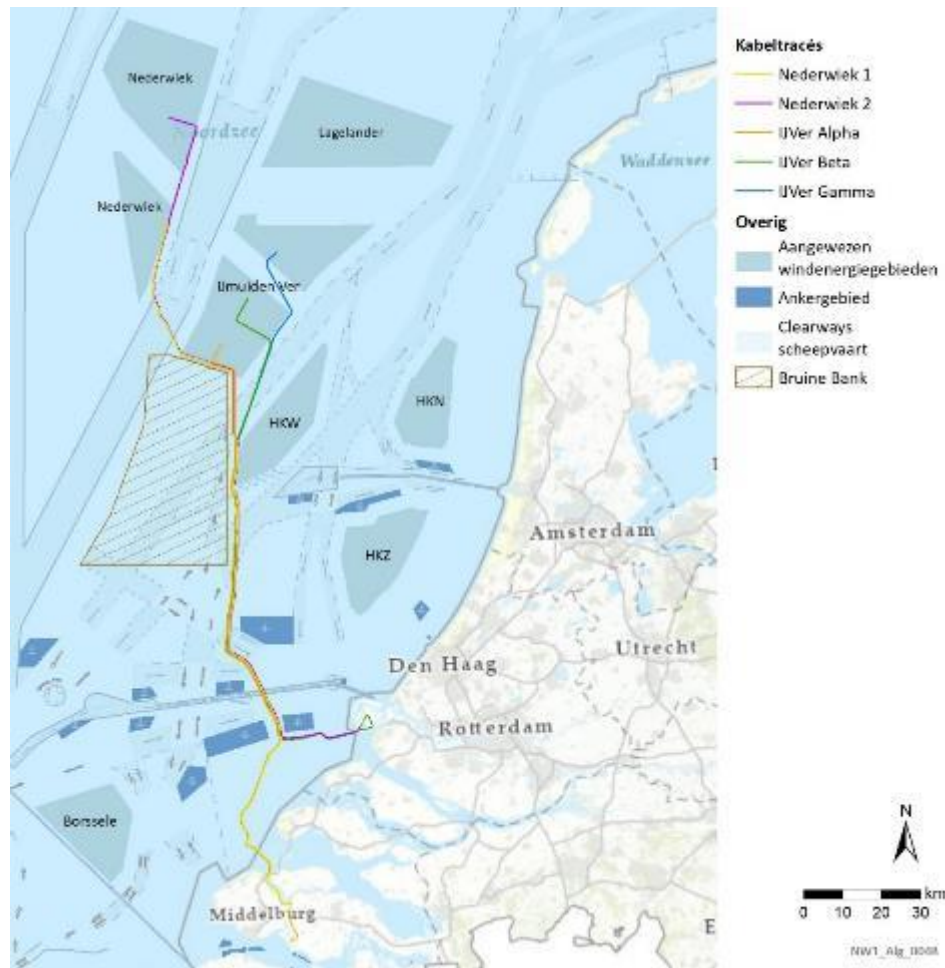 Nederwiek
Noordzee
Lagelander
Waddenzee
Nederwiek
IJmuiden Ver
HKW
HKN
HKZ
Amsterdam
Utrecht
Den Haag
Rotterdam
Borssele
Middelburg
E
Kabeltracés
Nederwiek 1
Nederwiek 2
IJVer Alpha
IJVer Beta
IJVer Gamma
Overig
Aangewezen
windenergiegebieden
Ankergebied
Clearways
scheepvaart
Bruine Bank
N
km
0 10 20 30